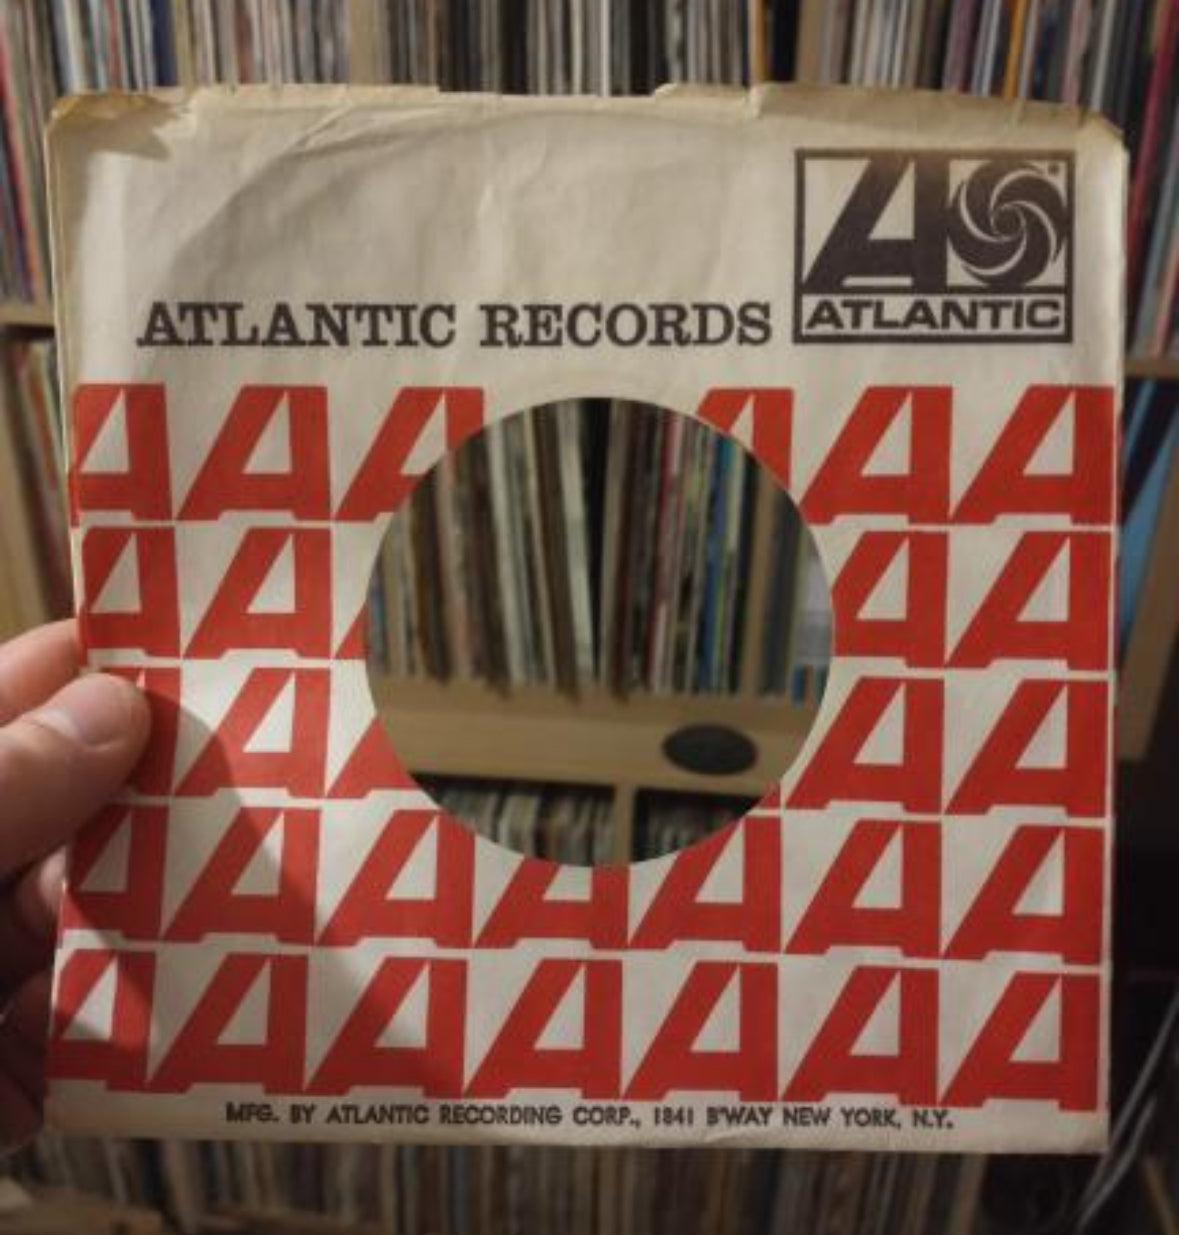 ATLANTIC
ATLANTIC RECORDS
A A A A A A
A A A A
A A A A A
A A A A A A A
A A A A A A A
MFG. BY ATLANTIC RECORDING CORP., 1841 B'WAY NEW YORK, N.Y.